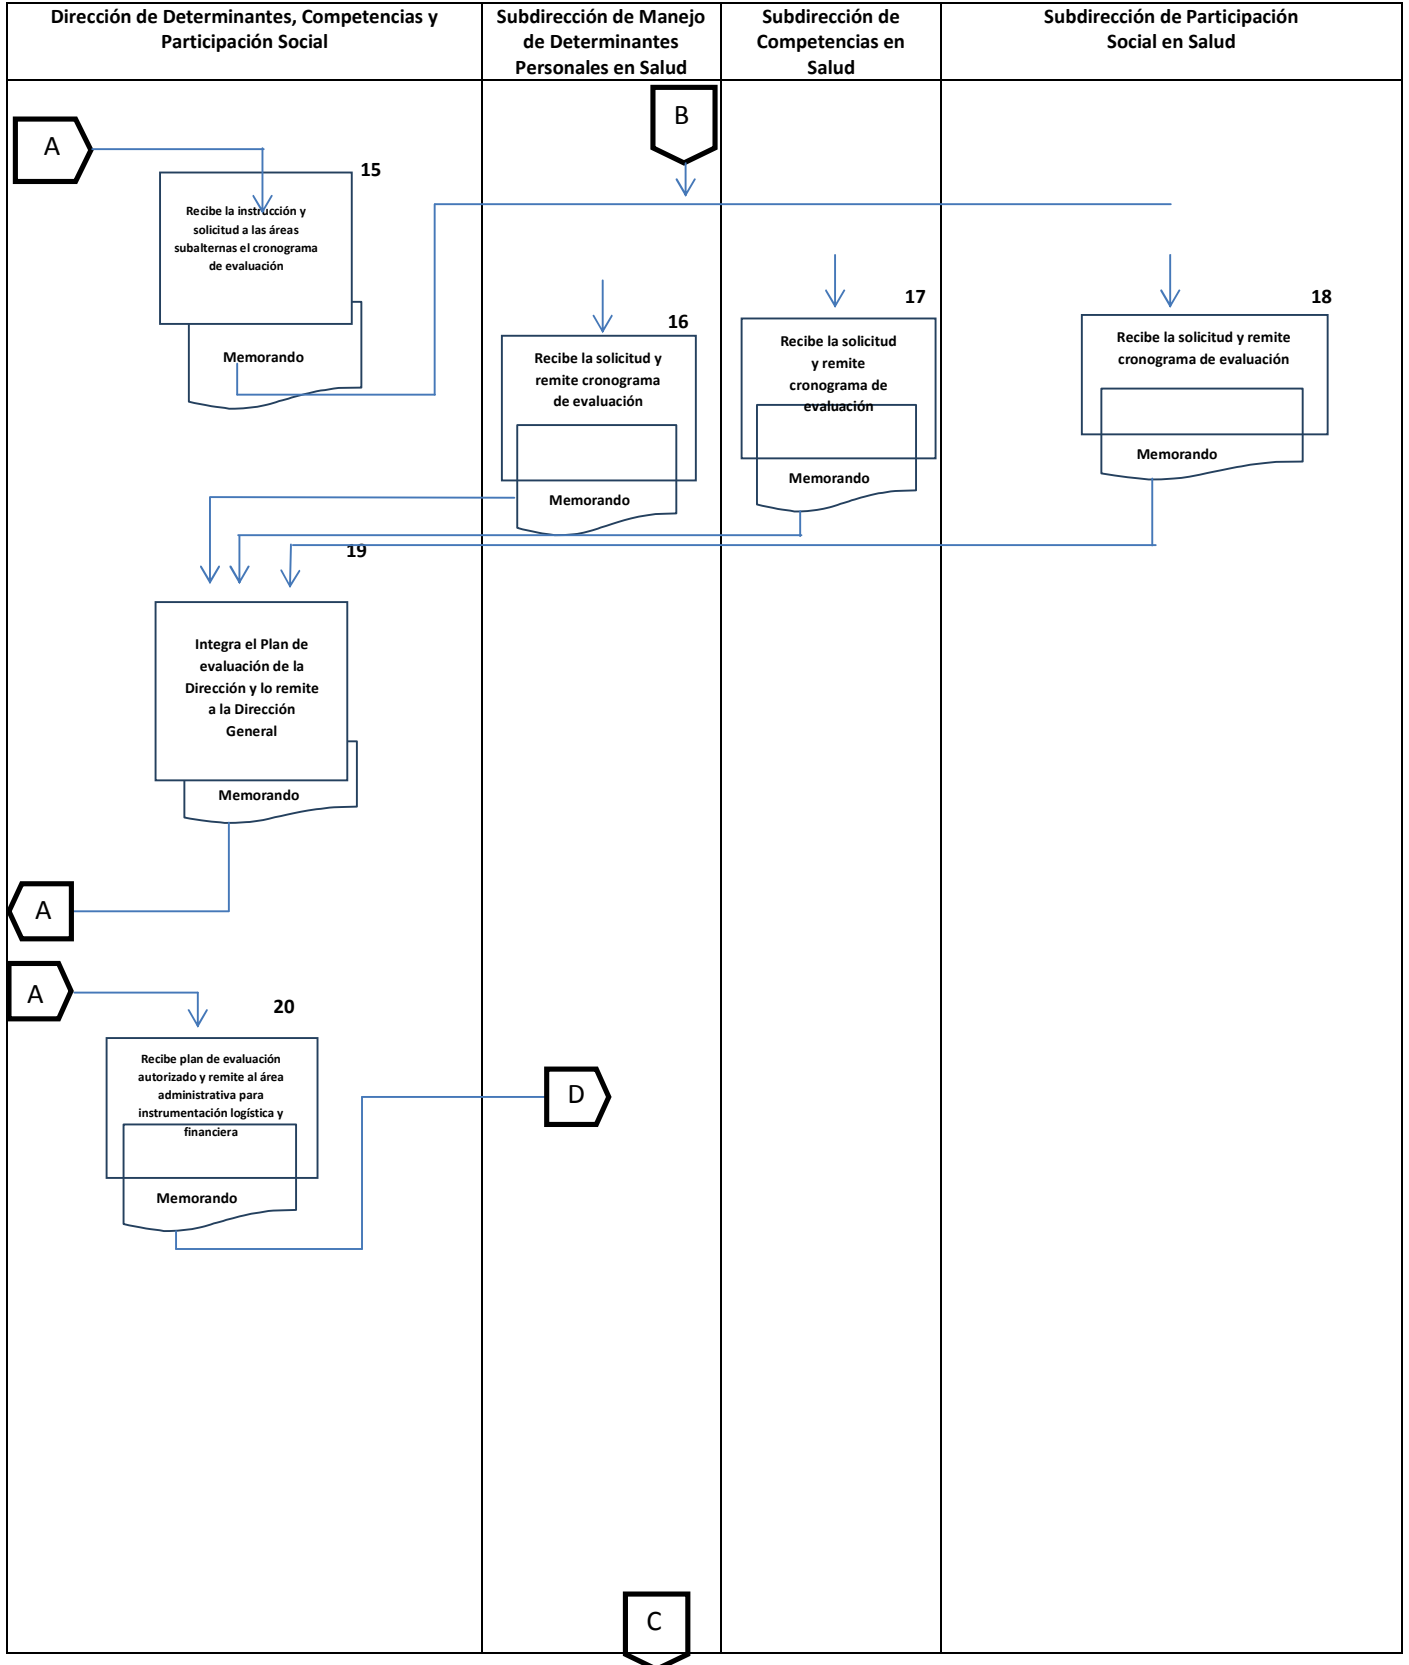 Dirección de Determinantes, Competencias y
Participación Social
Subdirección de Manejo
de Determinantes
Personales en Salud
Subdirección de
Competencias en
Salud
Subdirección de Participación
Social en Salud
B
A
15
Recibe la instrucción y
solicitud a las áreas
subalternas el cronograma
de evaluación
Memorando
16
Recibe la solicitud y
remite cronograma
de evaluación
Memorando
17
Recibe la solicitud
y remite
cronograma de
evaluación
Memorando
18
Recibe la solicitud y remite
cronograma de evaluación
Memorando
19
Integra el Plan de
evaluación de la
Dirección y lo remite
a la Dirección
General
Memorando
A
A
20
Recibe plan de evaluación
autorizado y remite al área
administrativa para
instrumentación logística y
financiera
Memorando
D
C